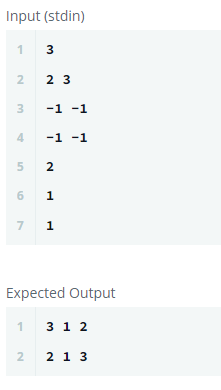 Input (stdin)
1 3
2 2 3
3 -1 -1
4 -1 -1
5 2
6 1
7 1
Expected Output
1 3 1 2
2 2 1 3